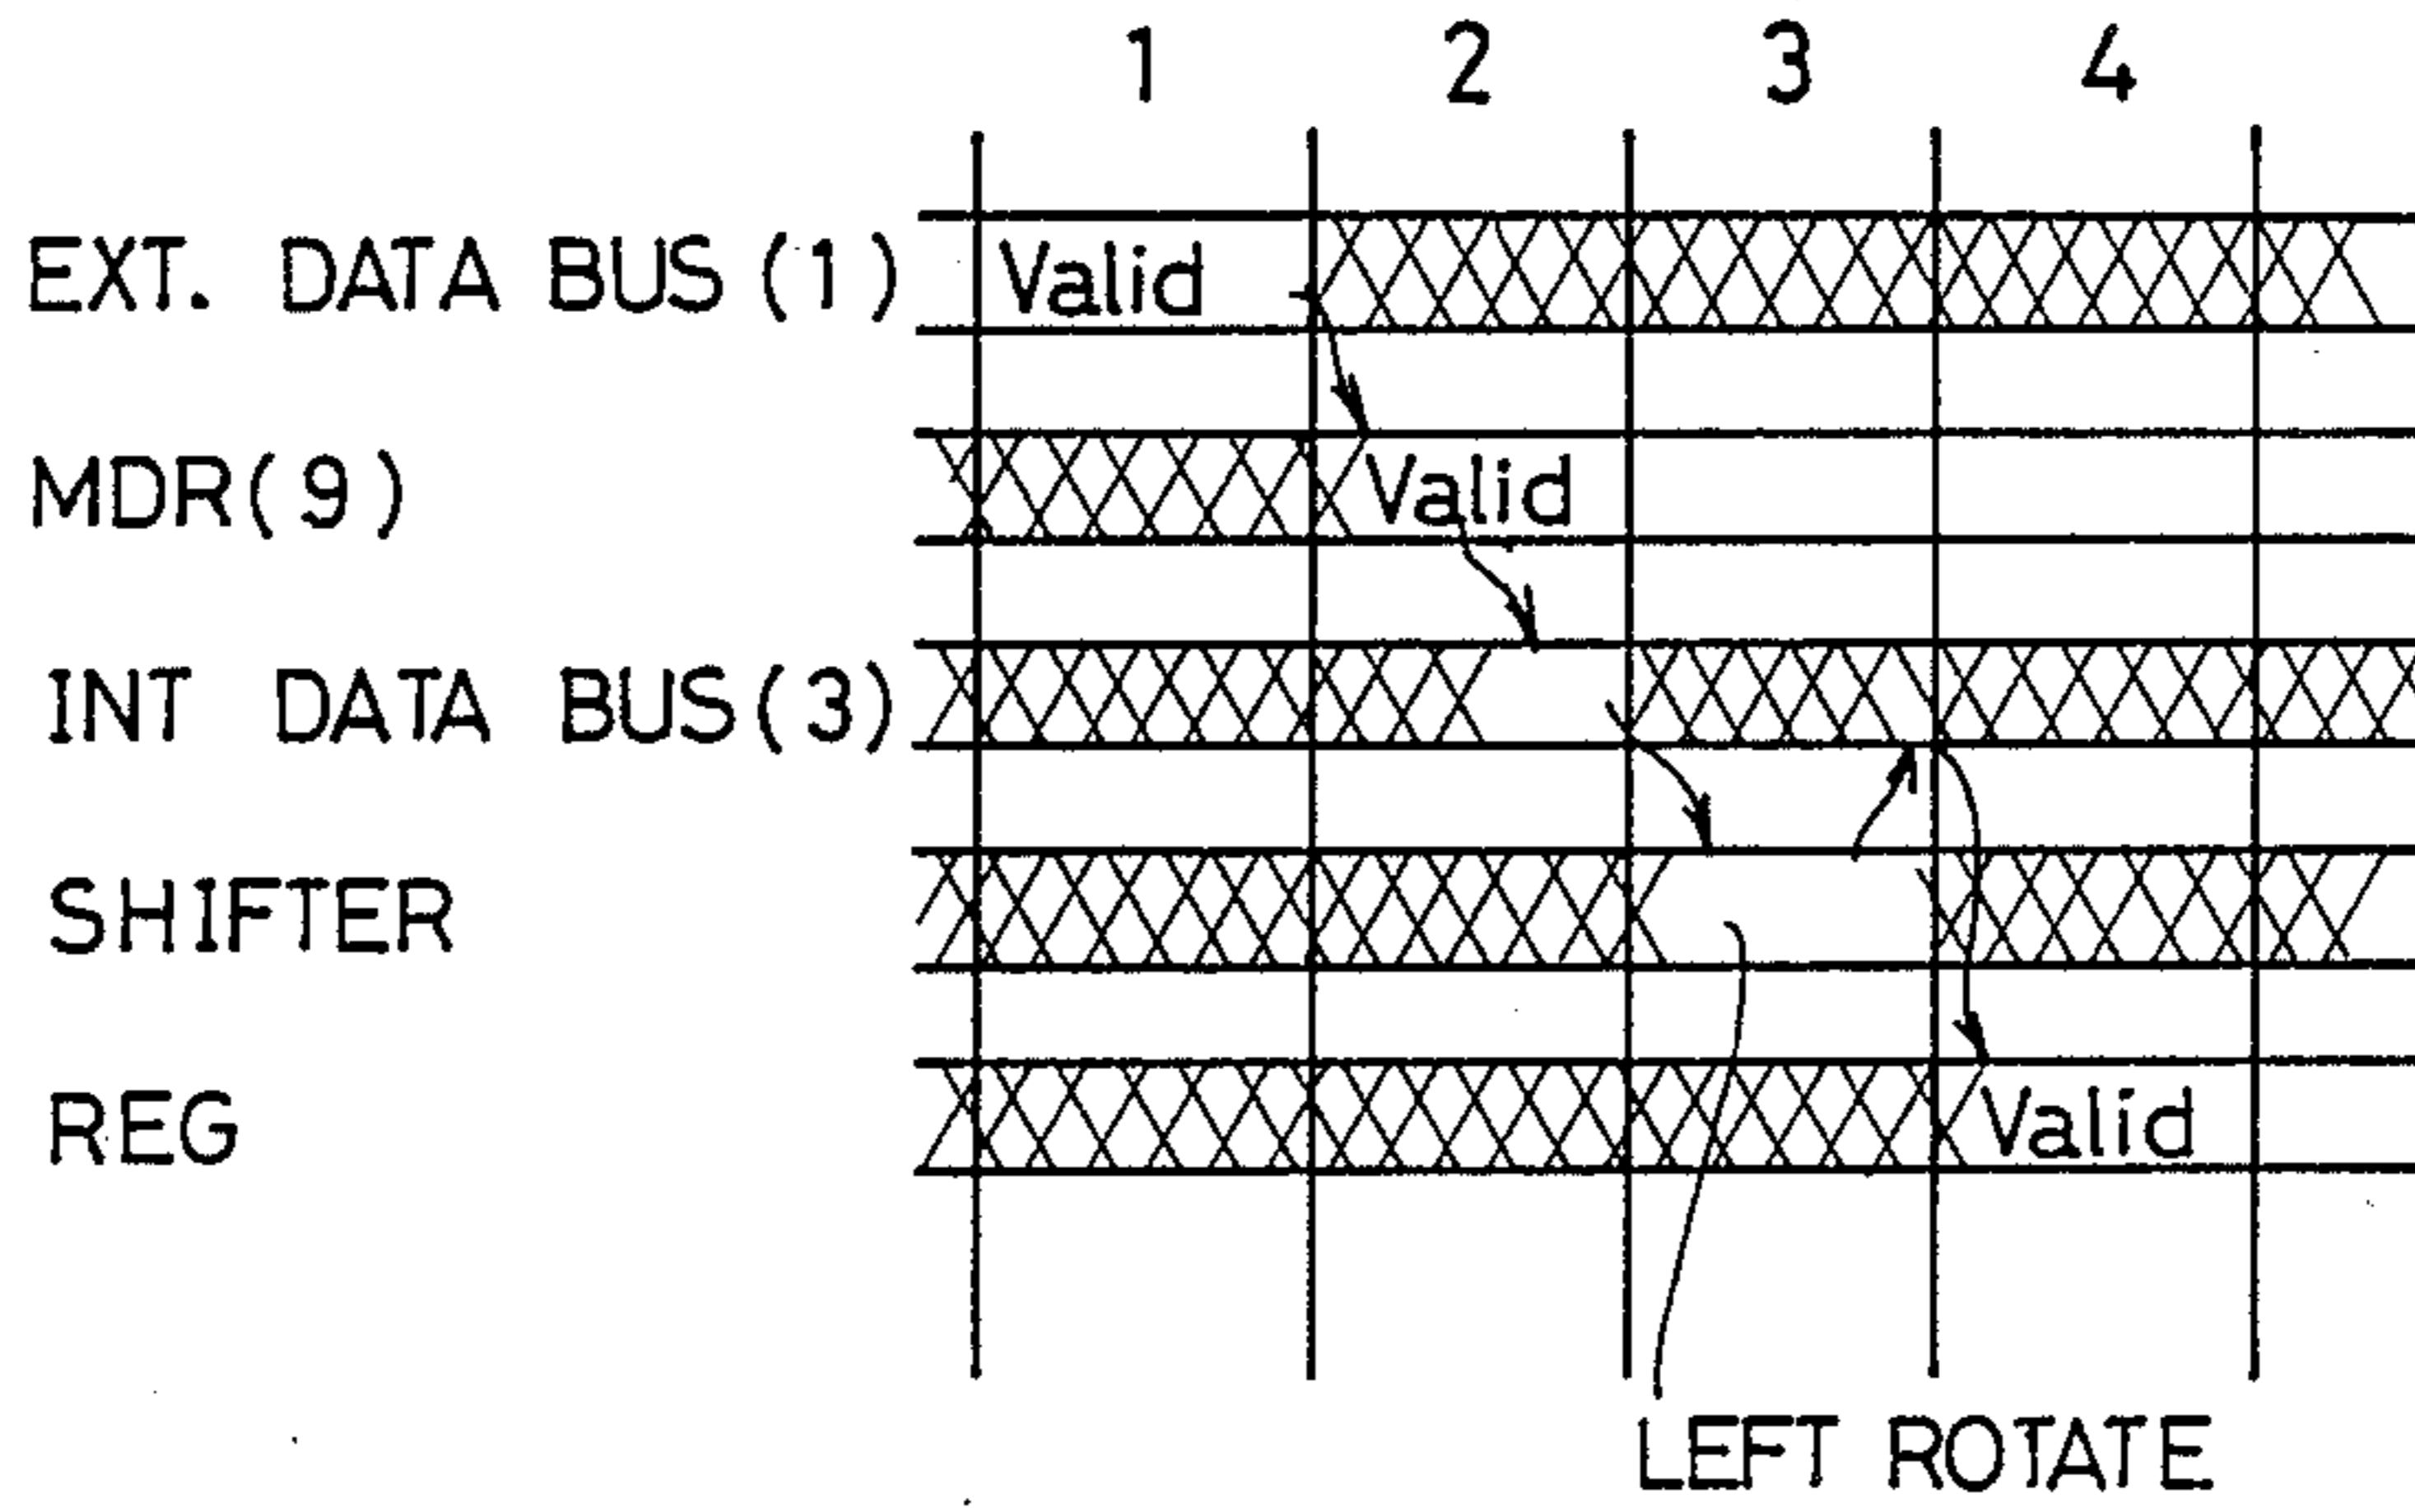 1 2 3 4
EXT. DATA BUS (1) Valid
MDR(9) Valid
INT DATA BUS(3)
SHIFTER
REG Valid
LEFT ROTATE